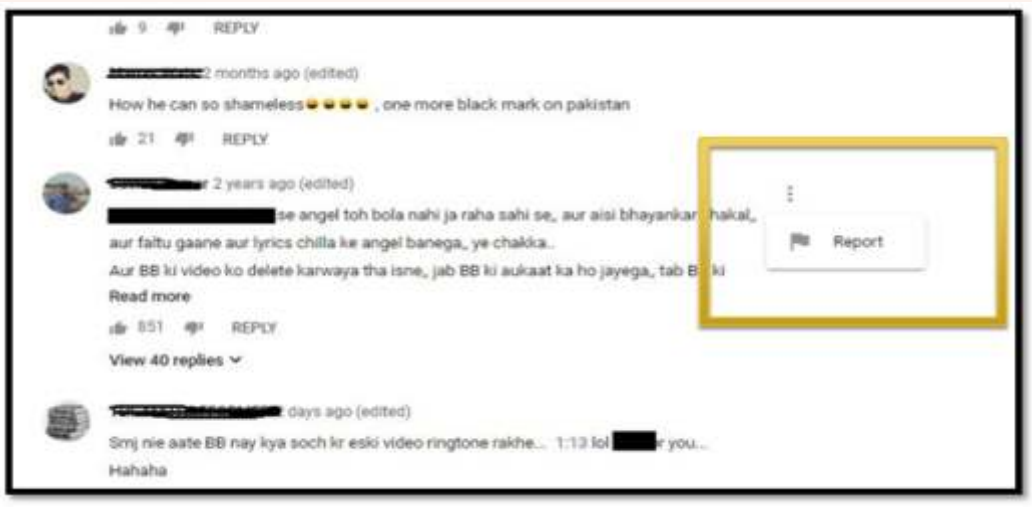 9 REPLY
2 months ago (edited)
How he can so shameless😄😄😄😄 , one more black mark on pakistan
21 REPLY
r 2 years ago (edited)
se angel toh bola nahi ja raha sahi se,, aur aisi bhayankar hakal,,
aur faltu gaane aur lyrics chilla ke angel banega,, ye chakka..
Aur BB ki video ko delete karwaya tha isne,, jab BB ki aukaat ka ho jayega,, tab B ki
Report
Read more
851 REPLY
View 40 replies
days ago (edited)
Smj nie aate BB nay kya soch kr eski video ringtone rakhe... 1:13 lol r you...
Hahaha